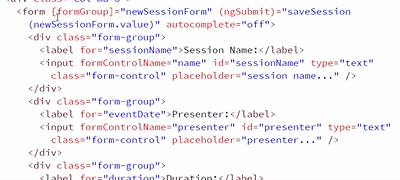 <form [formGroup]="newSessionForm" (ngSubmit)="saveSession
(newSessionForm.value)" autocomplete="off">
<div class="form-group">
<label for="sessionName">Session Name:</label>
<input formControlName="name" id="sessionName" type="text"
class="form-control" placeholder="session name..." />
</div>
<div class="form-group">
<label for="eventDate">Presenter:</label>
<input formControlName="presenter" id="presenter" type="text"
class="form-control" placeholder="presenter..." />
</div>
<div class="form-group">
<label for="duration">Duration:</label>